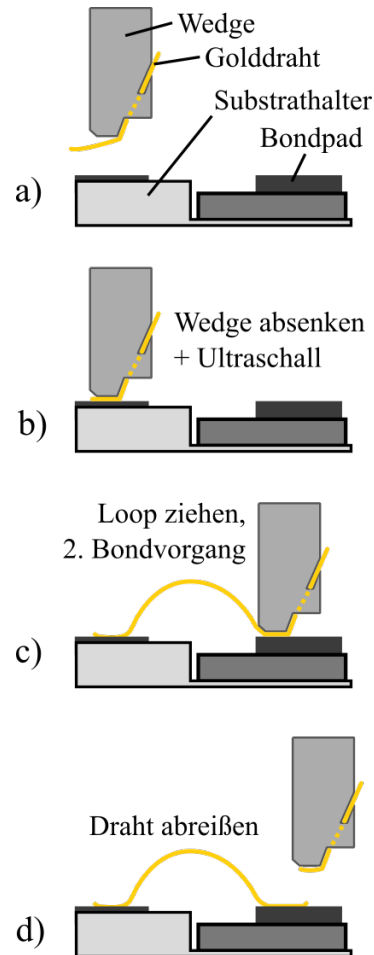 Wedge
Golddraht
Substrathalter
Bondpad
a)
Wedge absenken
+ Ultraschall
b)
Loop ziehen,
2. Bondvorgang
c)
Draht abreißen
d)